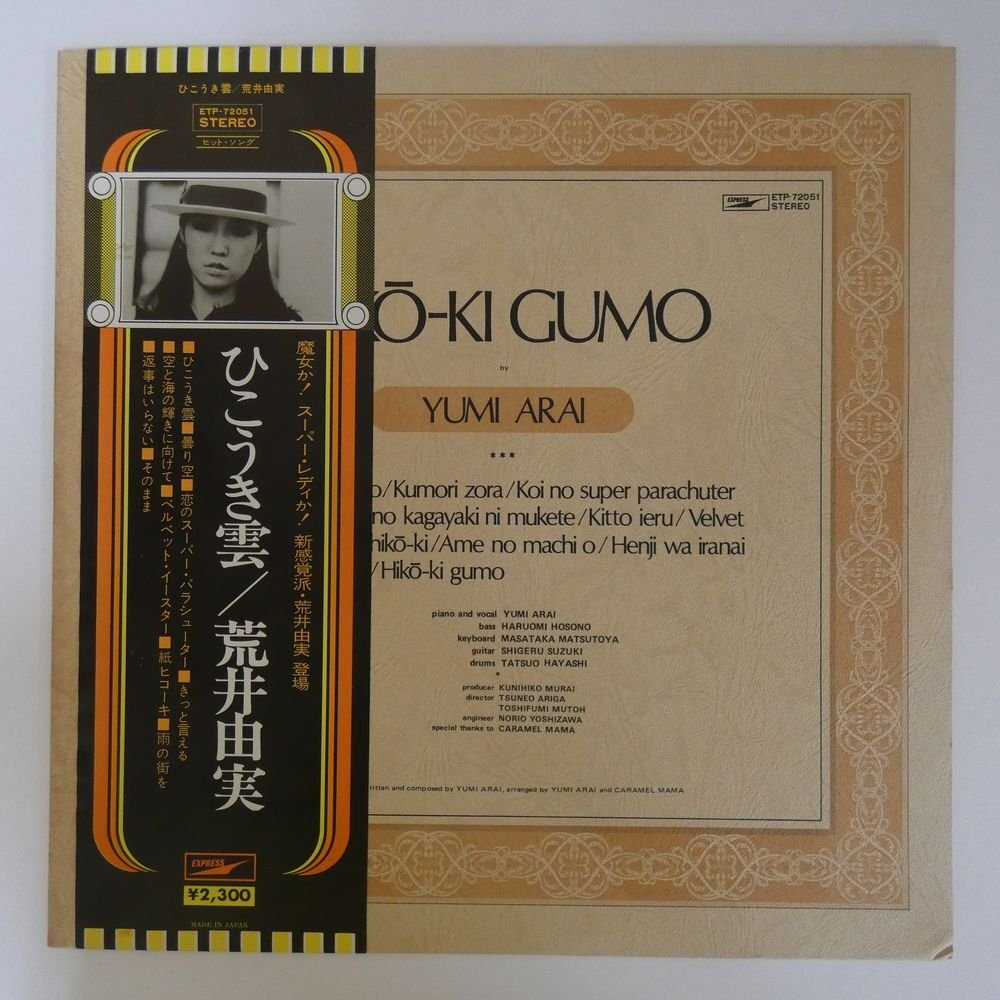 ひこうき雲/荒井由実
ETP-72051
STEREO
ヒット・ソング
魔女か！スーパー・レディか！新感覚派・荒井由実登場
ひこうき雲/荒井由実
■ひこうき雲■曇り空■恋のスーパー・パラシューター■きっと言える
■空と海の輝きに向けて■ベルベット・イースター■紙ヒコーキ■雨の街を
■返事はいらない■そのまま
EXPRESS
¥2,300
MADE IN JAPAN
EXPRESS
ETP-72051
STEREO
KŌ-KI GUMO
by
YUMI ARAI
***
o/Kumori zora/Koi no super parachuter
no kagayaki ni mukete/Kitto ieru/Velvet
hikō-ki/Ame no machi o/Henji wa iranai
/Hikō-ki gumo
piano and vocal YUMI ARAI
bass HARUOMI HOSONO
keyboard MASATAKA MATSUTOYA
guitar SHIGERU SUZUKI
drums TATSUO HAYASHI
*
producer KUNIHIKO MURAI
director TSUNEO ARIGA
TOSHIFUMI MUTOH
engineer NORIO YOSHIZAWA
special thanks to CARAMEL MAMA
ritten and composed by YUMI ARAI, arranged by YUMI ARAI and CARAMEL MAMA